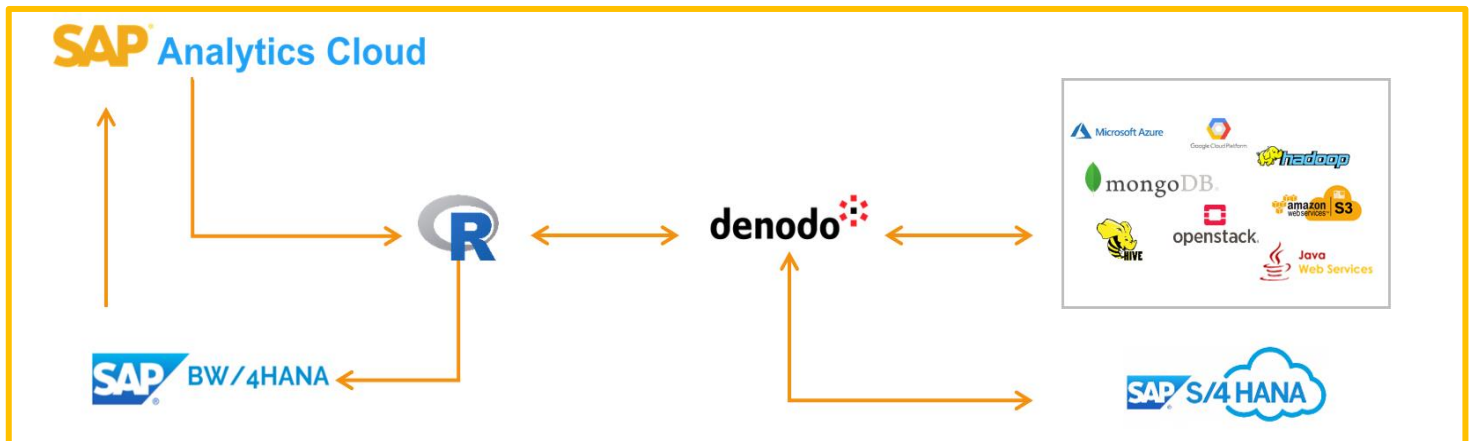 SAP® Analytics Cloud
Microsoft Azure
Google Cloud Platform
hadoop
mongoDB.
amazon
web services™
S3
HIVE
openstack.
Java
Web Services
R
denodo
SAP® BW/4HANA
SAP® S/4HANA